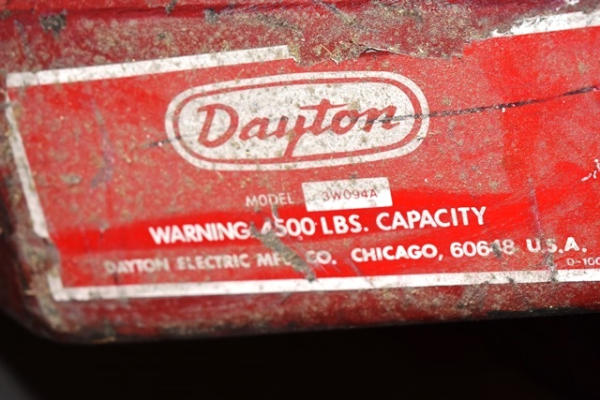 Dayton
MODEL 3W094A
WARNING 4500 LBS. CAPACITY
DAYTON ELECTRIC MFG. CO. CHICAGO, 60648 U.S.A.